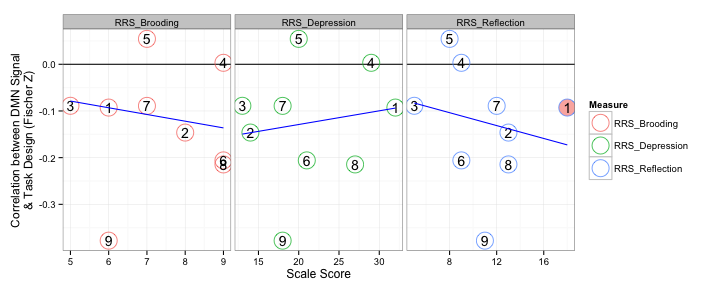 RRS_Brooding RRS_Depression RRS_Reflection
Correlation between DMN Signal
& Task Design (Fischer Z)
0.0
-0.1
-0.2
-0.3
5 4 3 1 7 2 6 8 9
5 4 3 7 1 2 6 8 9
5 4 3 7 1 2 6 8 9
5 6 7 8 9 15 20 25 30 8 12 16
Scale Score
Measure
RRS_Brooding
RRS_Depression
RRS_Reflection